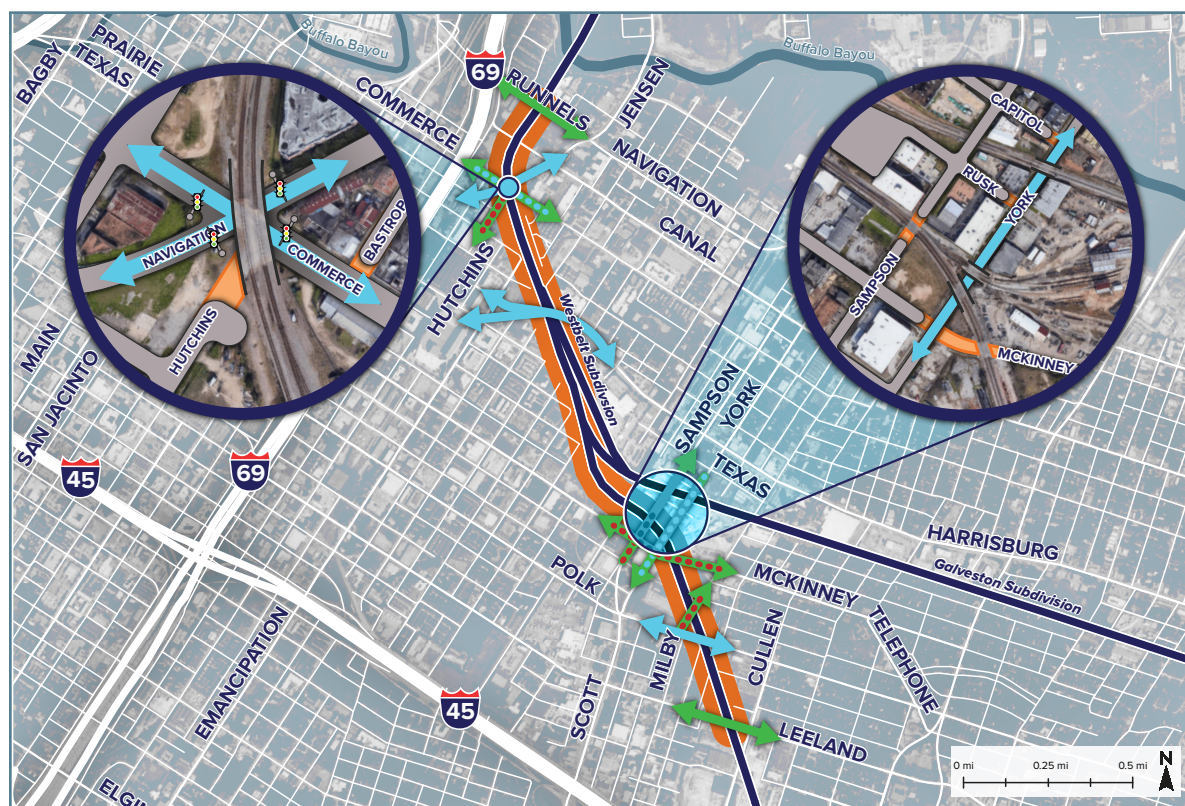 Buffalo Bayou
69
Buffalo Bayou
BAGBY
PRAIRIE
TEXAS
COMMERCE
RUNNELS
JENSEN
NAVIGATION
CANAL
NAVIGATION
COMMERCE
BASTROP
HUTCHINS
CAPITOL
RUSK
YORK
SAMPSON
MCKINNEY
HUTCHINS
Westbelt Subdivision
MAIN
SAN JACINTO
SAMPSON
YORK
TEXAS
45
69
HARRISBURG
Galveston Subdivision
POLK
MCKINNEY
TELEPHONE
EMANCIPATION
SCOTT
MILBY
CULLEN
45
LEELAND
ELGIN
0 mi 0.25 mi 0.5 mi
N